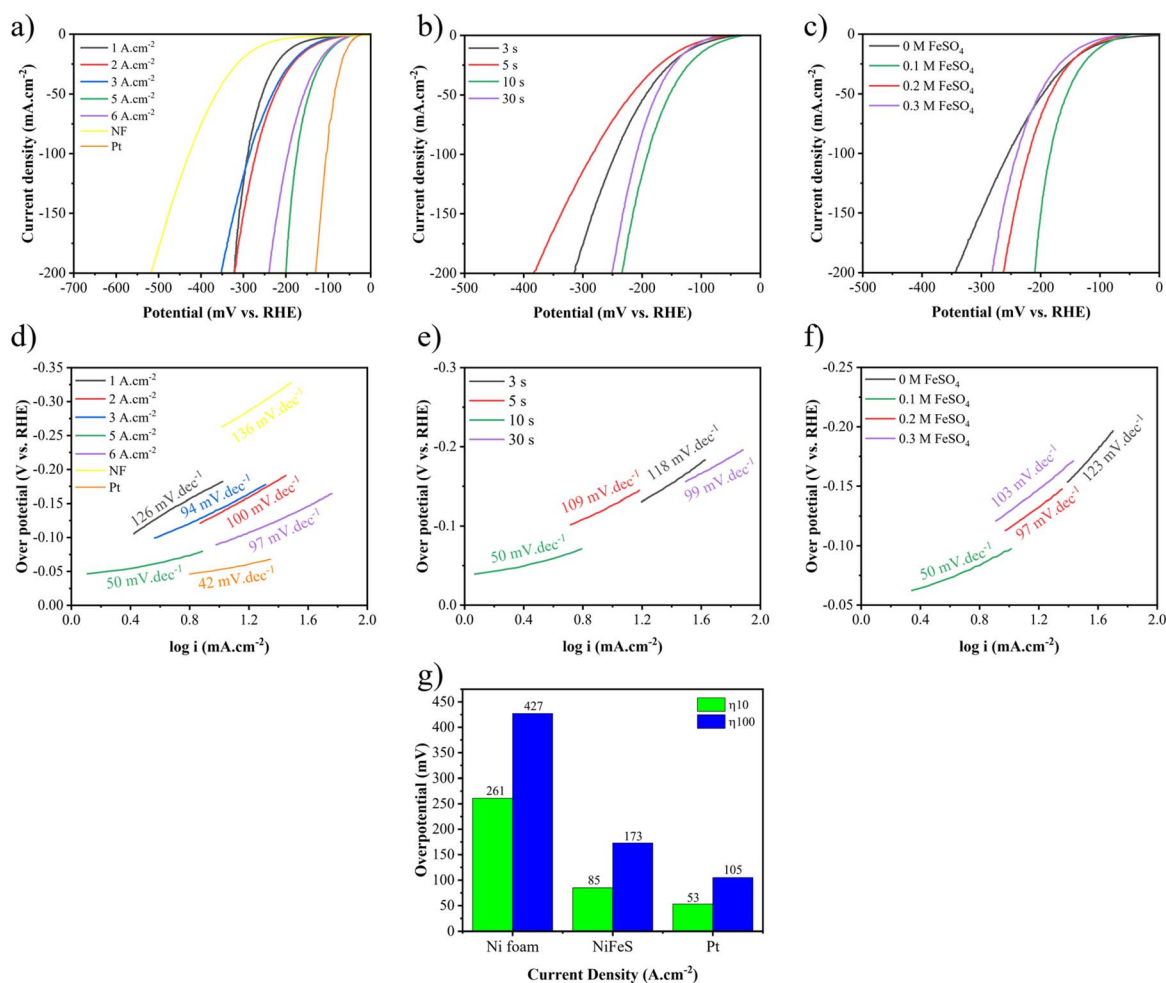 a)
1 A.cm⁻²
2 A.cm⁻²
3 A.cm⁻²
5 A.cm⁻²
6 A.cm⁻²
NF
Pt
0
-50
-100
-150
-200
Current density (mA.cm⁻²)
-700 -600 -500 -400 -300 -200 -100 0
Potential (mV vs. RHE)
b)
3 s
5 s
10 s
30 s
0
-50
-100
-150
-200
Current density (mA.cm⁻²)
-500 -400 -300 -200 -100 0
Potential (mV vs. RHE)
c)
0 M FeSO₄
0.1 M FeSO₄
0.2 M FeSO₄
0.3 M FeSO₄
0
-50
-100
-150
-200
Current density (mA.cm⁻²)
-500 -400 -300 -200 -100 0
Potential (mV vs. RHE)
d)
1 A.cm⁻²
2 A.cm⁻²
3 A.cm⁻²
5 A.cm⁻²
6 A.cm⁻²
NF
Pt
136 mV.dec⁻¹
126 mV.dec⁻¹
94 mV.dec⁻¹
100 mV.dec⁻¹
97 mV.dec⁻¹
50 mV.dec⁻¹
42 mV.dec⁻¹
-0.35
-0.30
-0.25
-0.20
-0.15
-0.10
-0.05
0.00
Over potential (V vs. RHE)
0.0 0.4 0.8 1.2 1.6 2.0
log i (mA.cm⁻²)
e)
3 s
5 s
10 s
30 s
118 mV.dec⁻¹
109 mV.dec⁻¹
99 mV.dec⁻¹
50 mV.dec⁻¹
-0.3
-0.2
-0.1
0.0
Over potential (V vs. RHE)
0.0 0.4 0.8 1.2 1.6 2.0
log i (mA.cm⁻²)
f)
0 M FeSO₄
0.1 M FeSO₄
0.2 M FeSO₄
0.3 M FeSO₄
103 mV.dec⁻¹
123 mV.dec⁻¹
97 mV.dec⁻¹
50 mV.dec⁻¹
-0.25
-0.20
-0.15
-0.10
-0.05
Over potential (V vs. RHE)
0.0 0.4 0.8 1.2 1.6 2.0
log i (mA.cm⁻²)
g)
η10
η100
450
400
350
300
250
200
150
100
50
0
Overpotential (mV)
261
427
85
173
53
105
Ni foam NiFeS Pt
Current Density (A.cm⁻²)